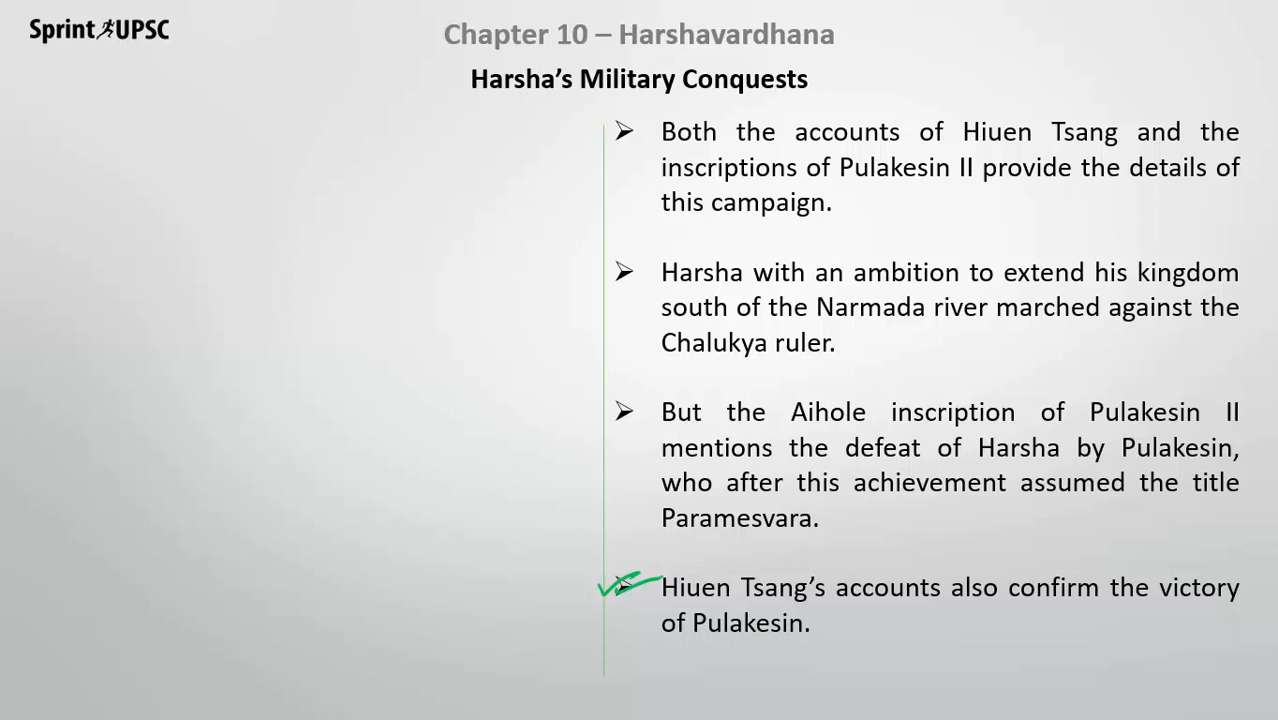 Sprint UPSC
Chapter 10 – Harshavardhana
Harsha’s Military Conquests
➢ Both the accounts of Hiuen Tsang and the
inscriptions of Pulakesin II provide the details of
this campaign.
➢ Harsha with an ambition to extend his kingdom
south of the Narmada river marched against the
Chalukya ruler.
➢ But the Aihole inscription of Pulakesin II
mentions the defeat of Harsha by Pulakesin,
who after this achievement assumed the title
Paramesvara.
➢ Hiuen Tsang’s accounts also confirm the victory
of Pulakesin.